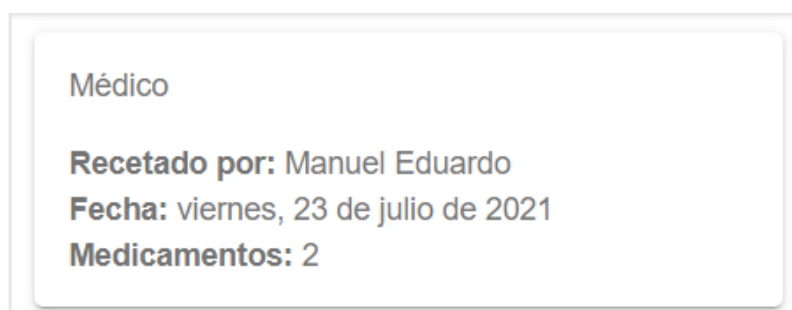 Médico
Recetado por: Manuel Eduardo
Fecha: viernes, 23 de julio de 2021
Medicamentos: 2